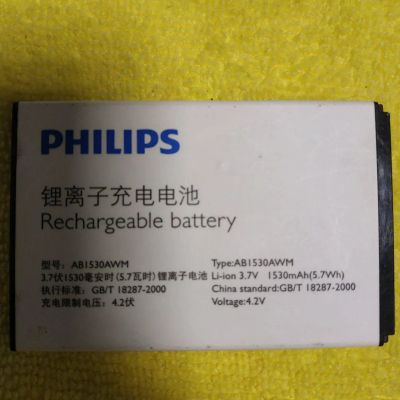 PHILIPS
锂离子充电电池
Rechargeable battery
型号：AB1530AWM
3.7伏1530毫安时(5.7瓦时)锂离子电池
执行标准：GB/T 18287-2000
充电限制电压：4.2伏
Type:AB1530AWM
Li-ion 3.7V 1530mAh(5.7Wh)
China standard:GB/T 18287-2000
Voltage:4.2V